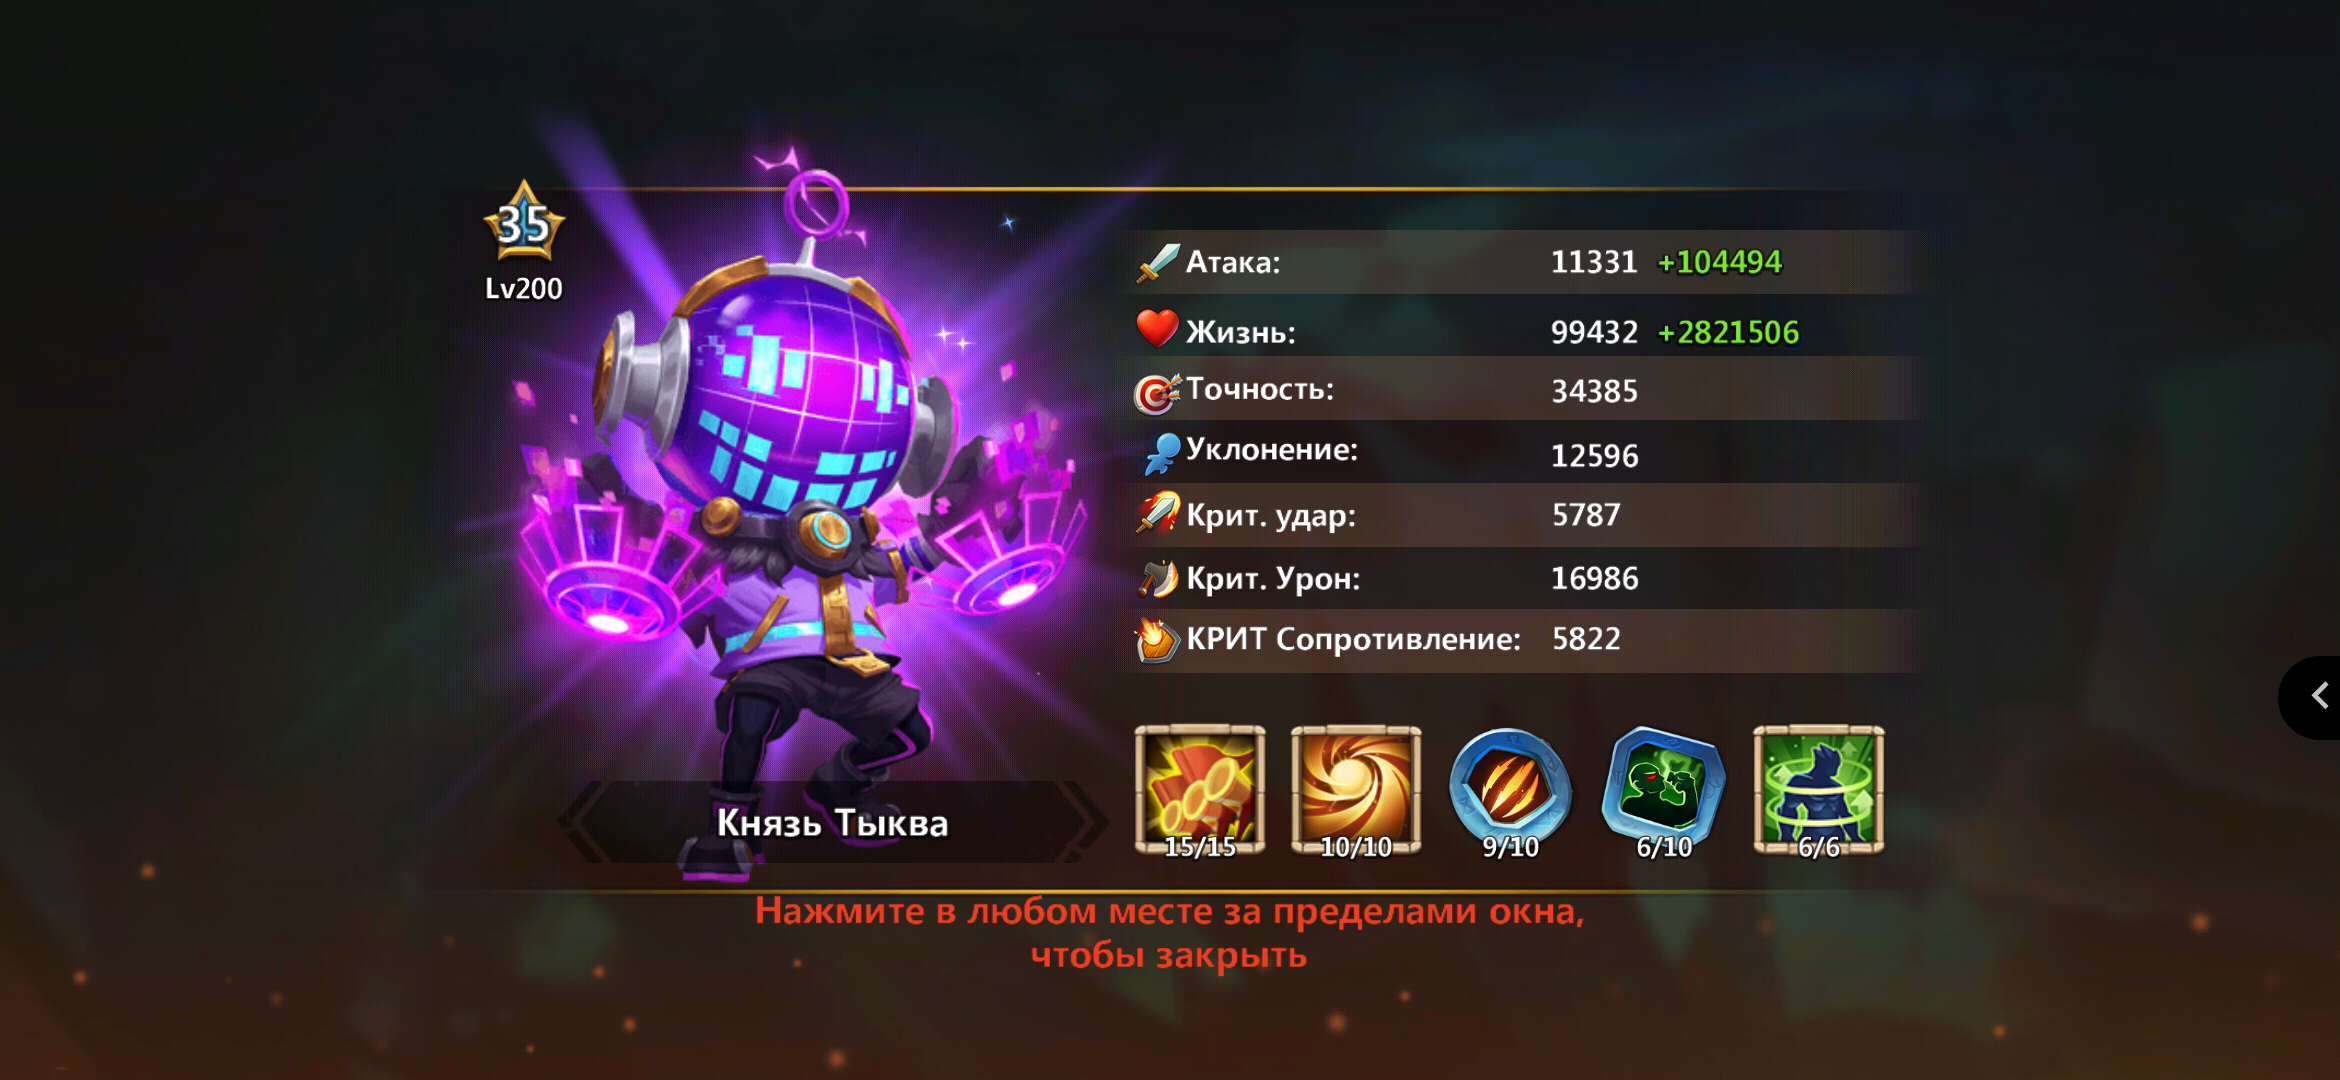 35
Lv200
Атака: 11331 +104494
Жизнь: 99432 +2821506
Точность: 34385
Уклонение: 12596
Крит. удар: 5787
Крит. Урон: 16986
КРИТ Сопротивление: 5822
Князь Тыква
15/15 10/10 9/10 6/10 6/6
Нажмите в любом месте за пределами окна,
чтобы закрыть